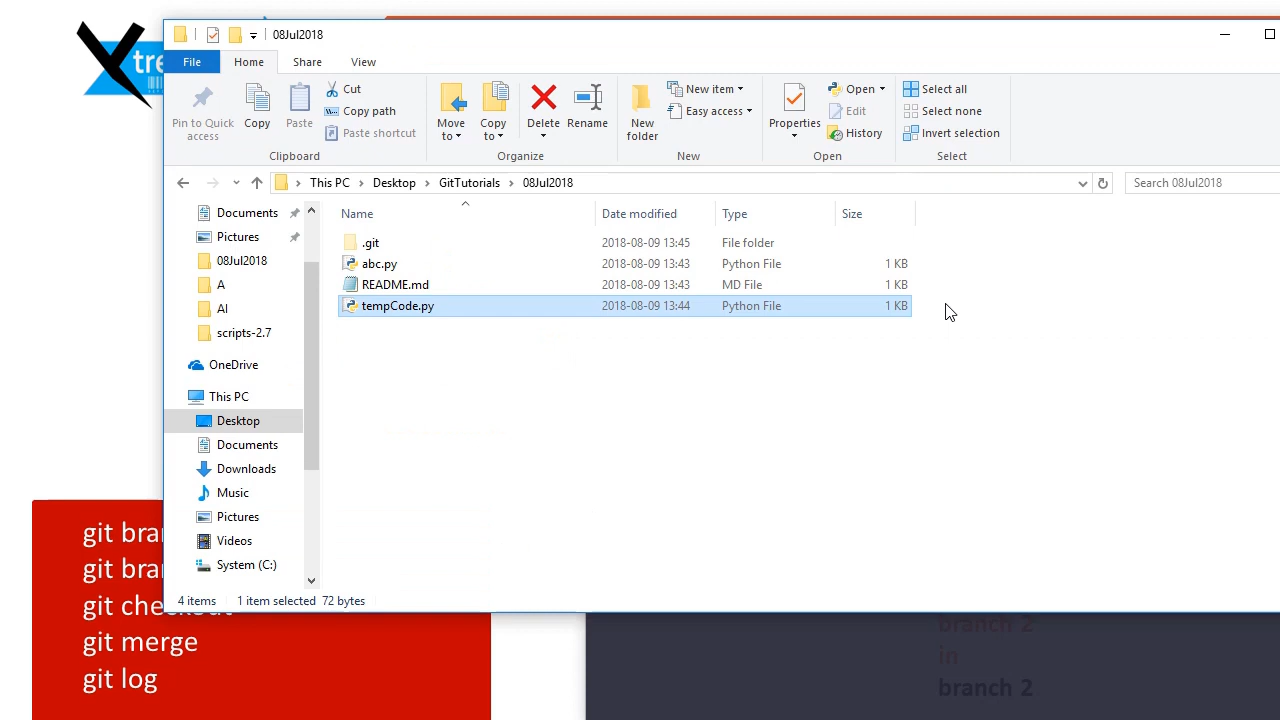 08Jul2018
File Home Share View
Pin to Quick access
Copy
Paste
Cut
Copy path
Paste shortcut
Clipboard
Move to
Copy to
Delete
Rename
Organize
New folder
New item
Easy access
New
Properties
Open
Edit
History
Open
Select all
Select none
Invert selection
Select
This PC Desktop GitTutorials 08Jul2018
Search 08Jul2018
Documents
Pictures
08Jul2018
A
AI
scripts-2.7
OneDrive
This PC
Desktop
Documents
Downloads
Music
Pictures
Videos
System (C:)
Name Date modified Type Size
.git 2018-08-09 13:45 File folder
abc.py 2018-08-09 13:43 Python File 1 KB
README.md 2018-08-09 13:43 MD File 1 KB
tempCode.py 2018-08-09 13:44 Python File 1 KB
4 items 1 item selected 72 bytes
git
git
git checkout
git merge
git log
branch 2
in
branch 2